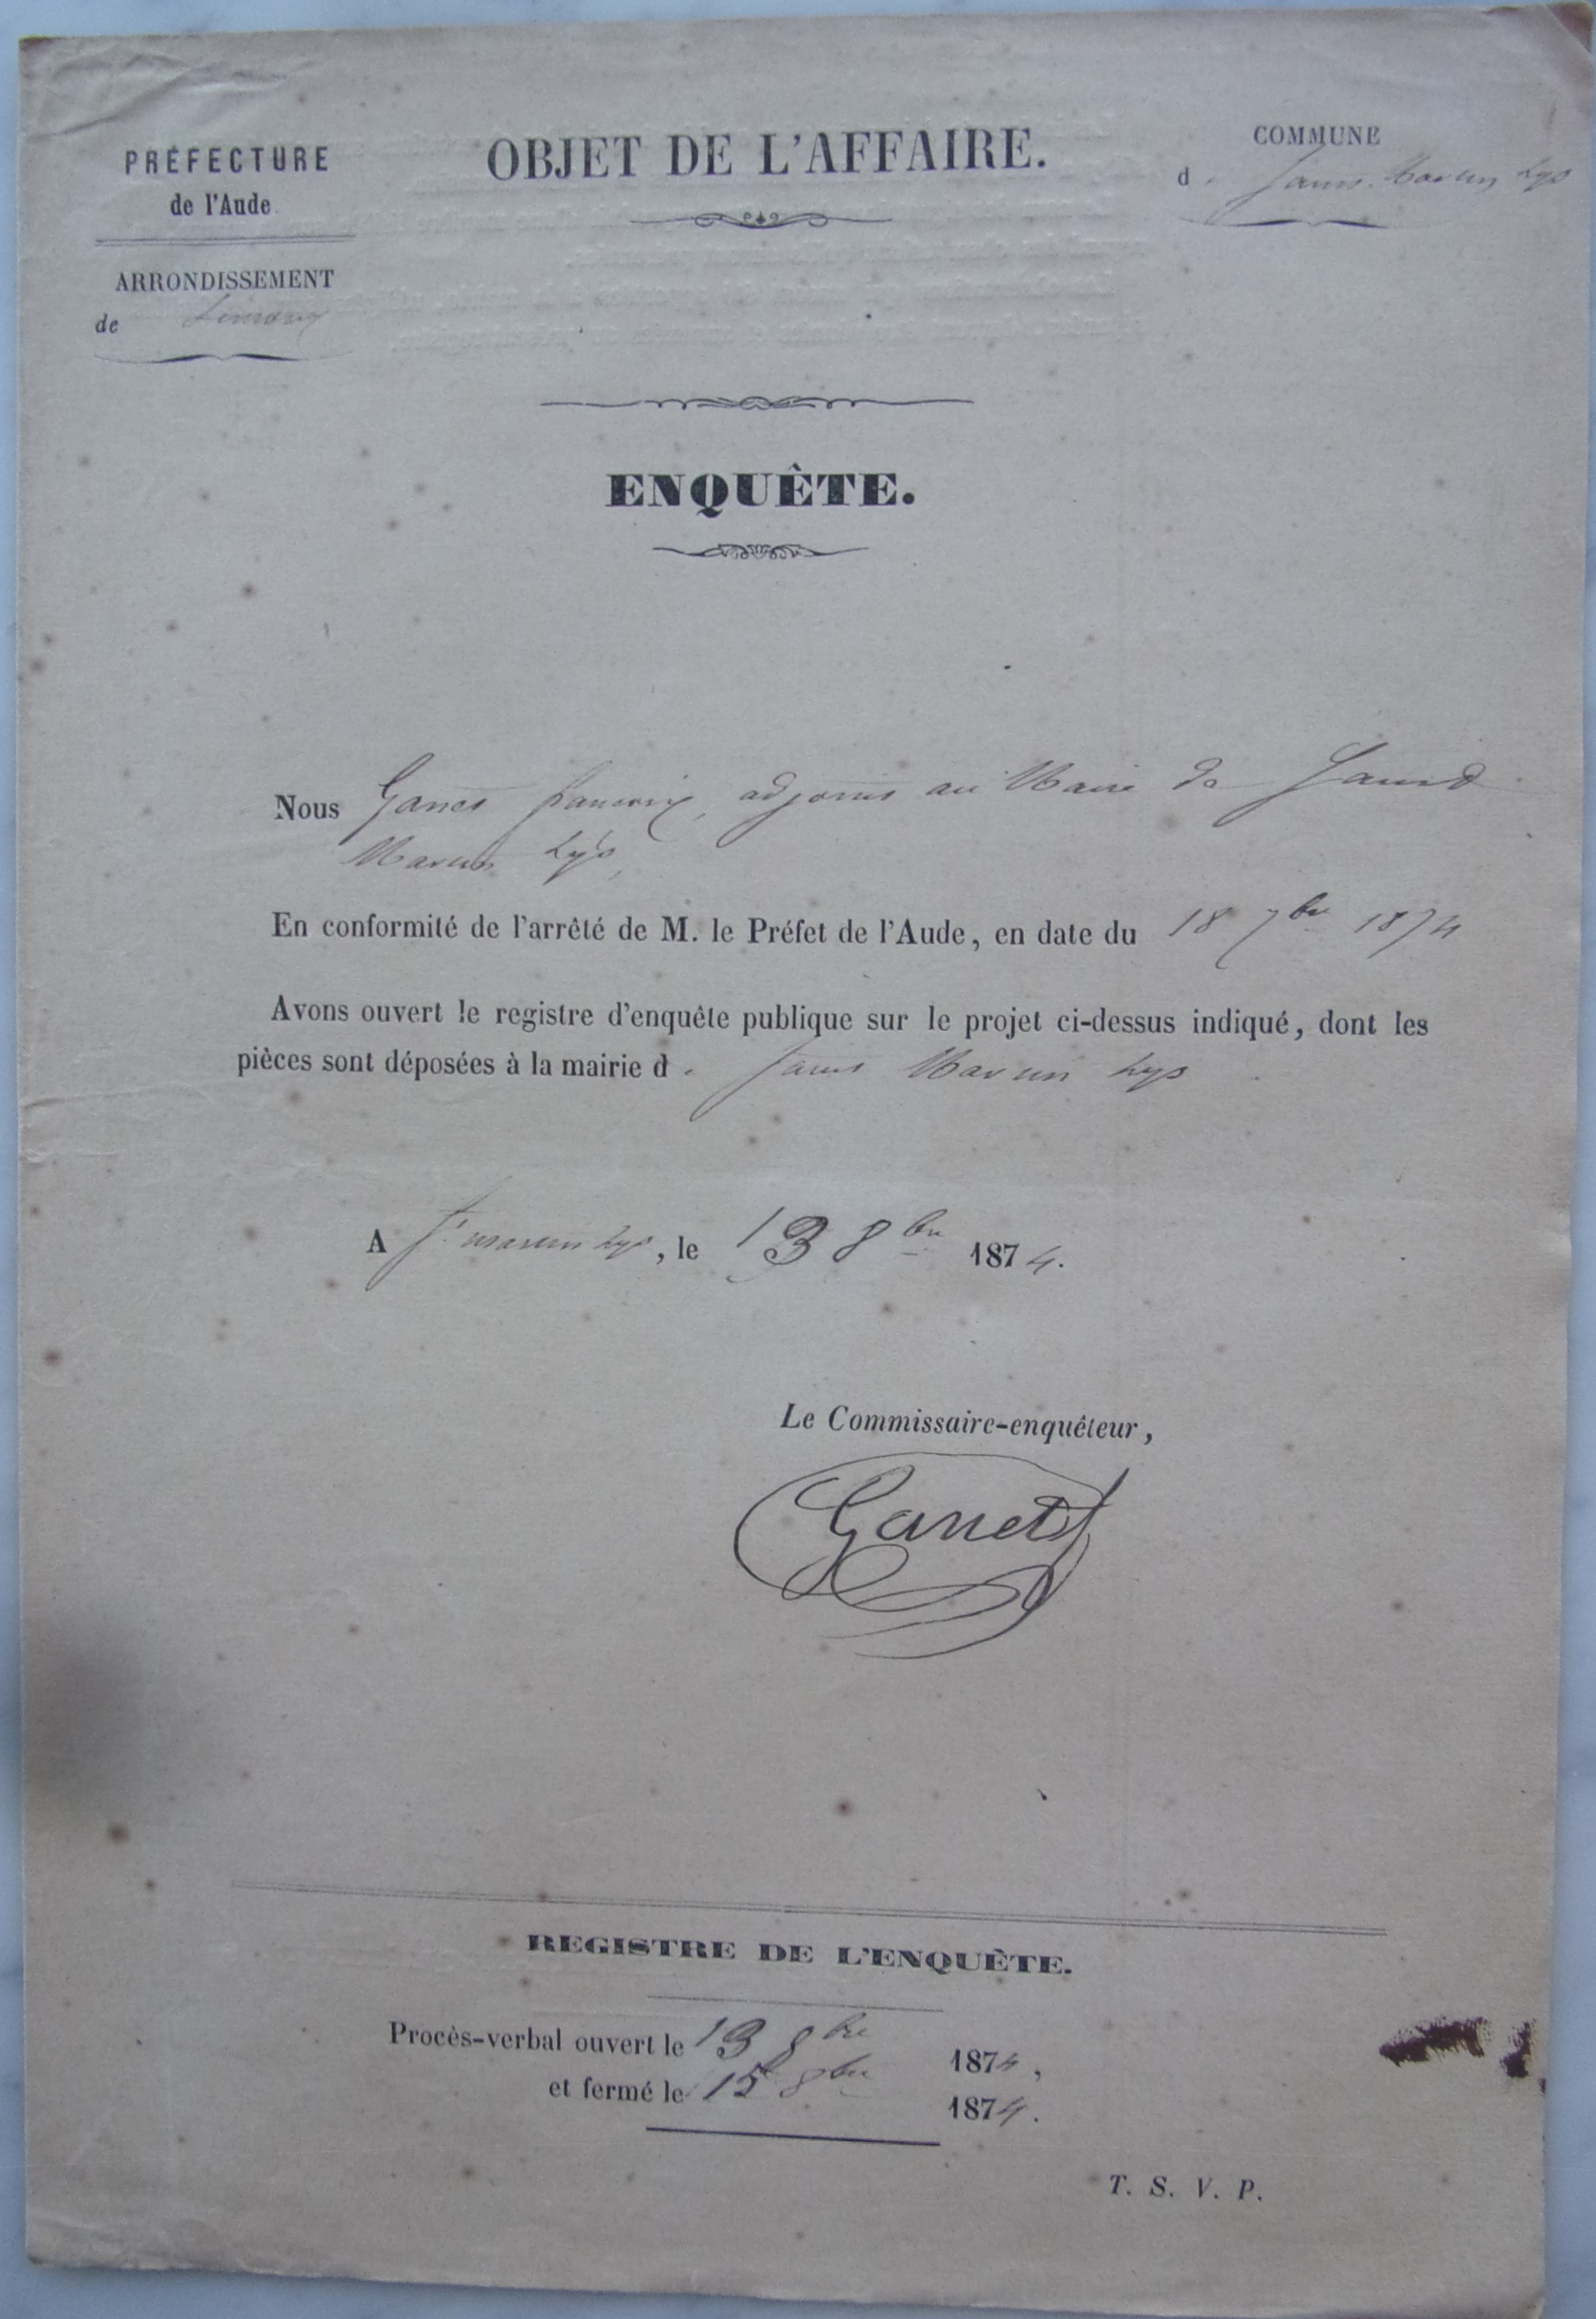 PRÉFECTURE
de l'Aude
ARRONDISSEMENT
de Limoux
OBJET DE L'AFFAIRE.
COMMUNE
d. Saint-Martin Lys
ENQUÊTE.
Nous Ganet françois, adjoint au Maire de Saint
Martin Lys,
En conformité de l'arrêté de M. le Préfet de l'Aude, en date du 18 7bre 1874
Avons ouvert le registre d'enquête publique sur le projet ci-dessus indiqué, dont les
pièces sont déposées à la mairie d. Saint Martin Lys
A St martin Lys, le 13 8bre 1874.
Le Commissaire-enquêteur,
Ganet
REGISTRE DE L'ENQUÊTE.
Procès-verbal ouvert le 13 8bre 1874,
et fermé le 15 8bre 1874.
T. S. V. P.